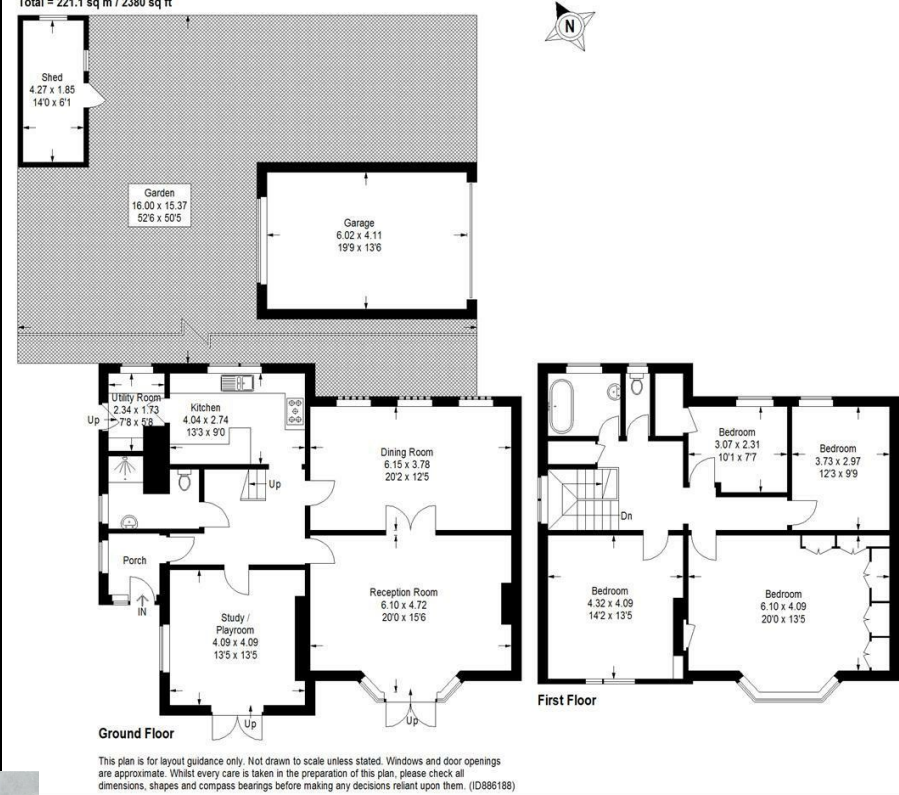 Total = 221.1 sq m / 2380 sq ft
N
Shed
4.27 x 1.85
14'0 x 6'1
Garden
16.00 x 15.37
52'6 x 50'5
Garage
6.02 x 4.11
19'9 x 13'6
Utility Room
2.34 x 1.73
7'8 x 5'8
Up
Kitchen
4.04 x 2.74
13'3 x 9'0
Dining Room
6.15 x 3.78
20'2 x 12'5
Up
Porch
IN
Study /
Playroom
4.09 x 4.09
13'5 x 13'5
Reception Room
6.10 x 4.72
20'0 x 15'6
Up
Up
Ground Floor
Bedroom
3.07 x 2.31
10'1 x 7'7
Bedroom
3.73 x 2.97
12'3 x 9'9
Dn
Bedroom
4.32 x 4.09
14'2 x 13'5
Bedroom
6.10 x 4.09
20'0 x 13'5
First Floor
This plan is for layout guidance only. Not drawn to scale unless stated. Windows and door openings
are approximate. Whilst every care is taken in the preparation of this plan, please check all
dimensions, shapes and compass bearings before making any decisions reliant upon them. (ID886188)